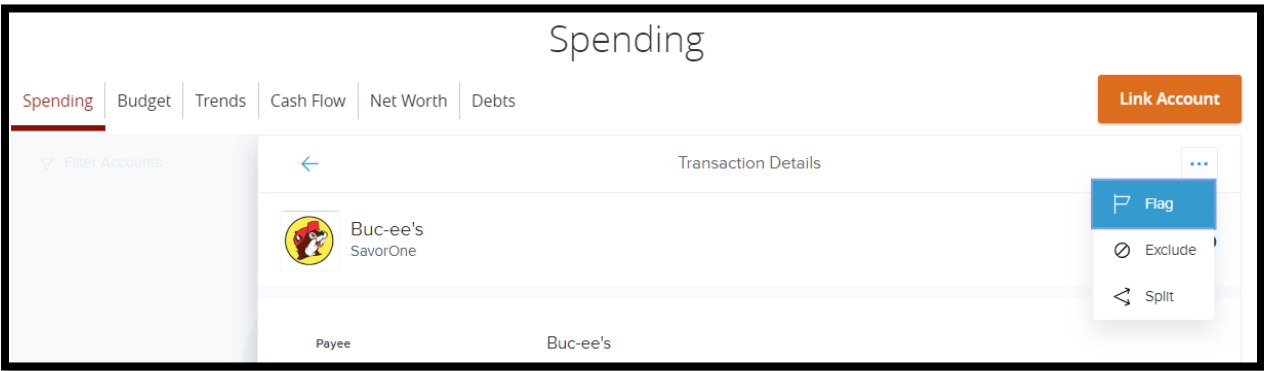 Spending
Spending Budget Trends Cash Flow Net Worth Debts Link Account
Filter Accounts
Transaction Details
Flag
Buc-ee's
SavorOne
Exclude
Split
Payee Buc-ee's